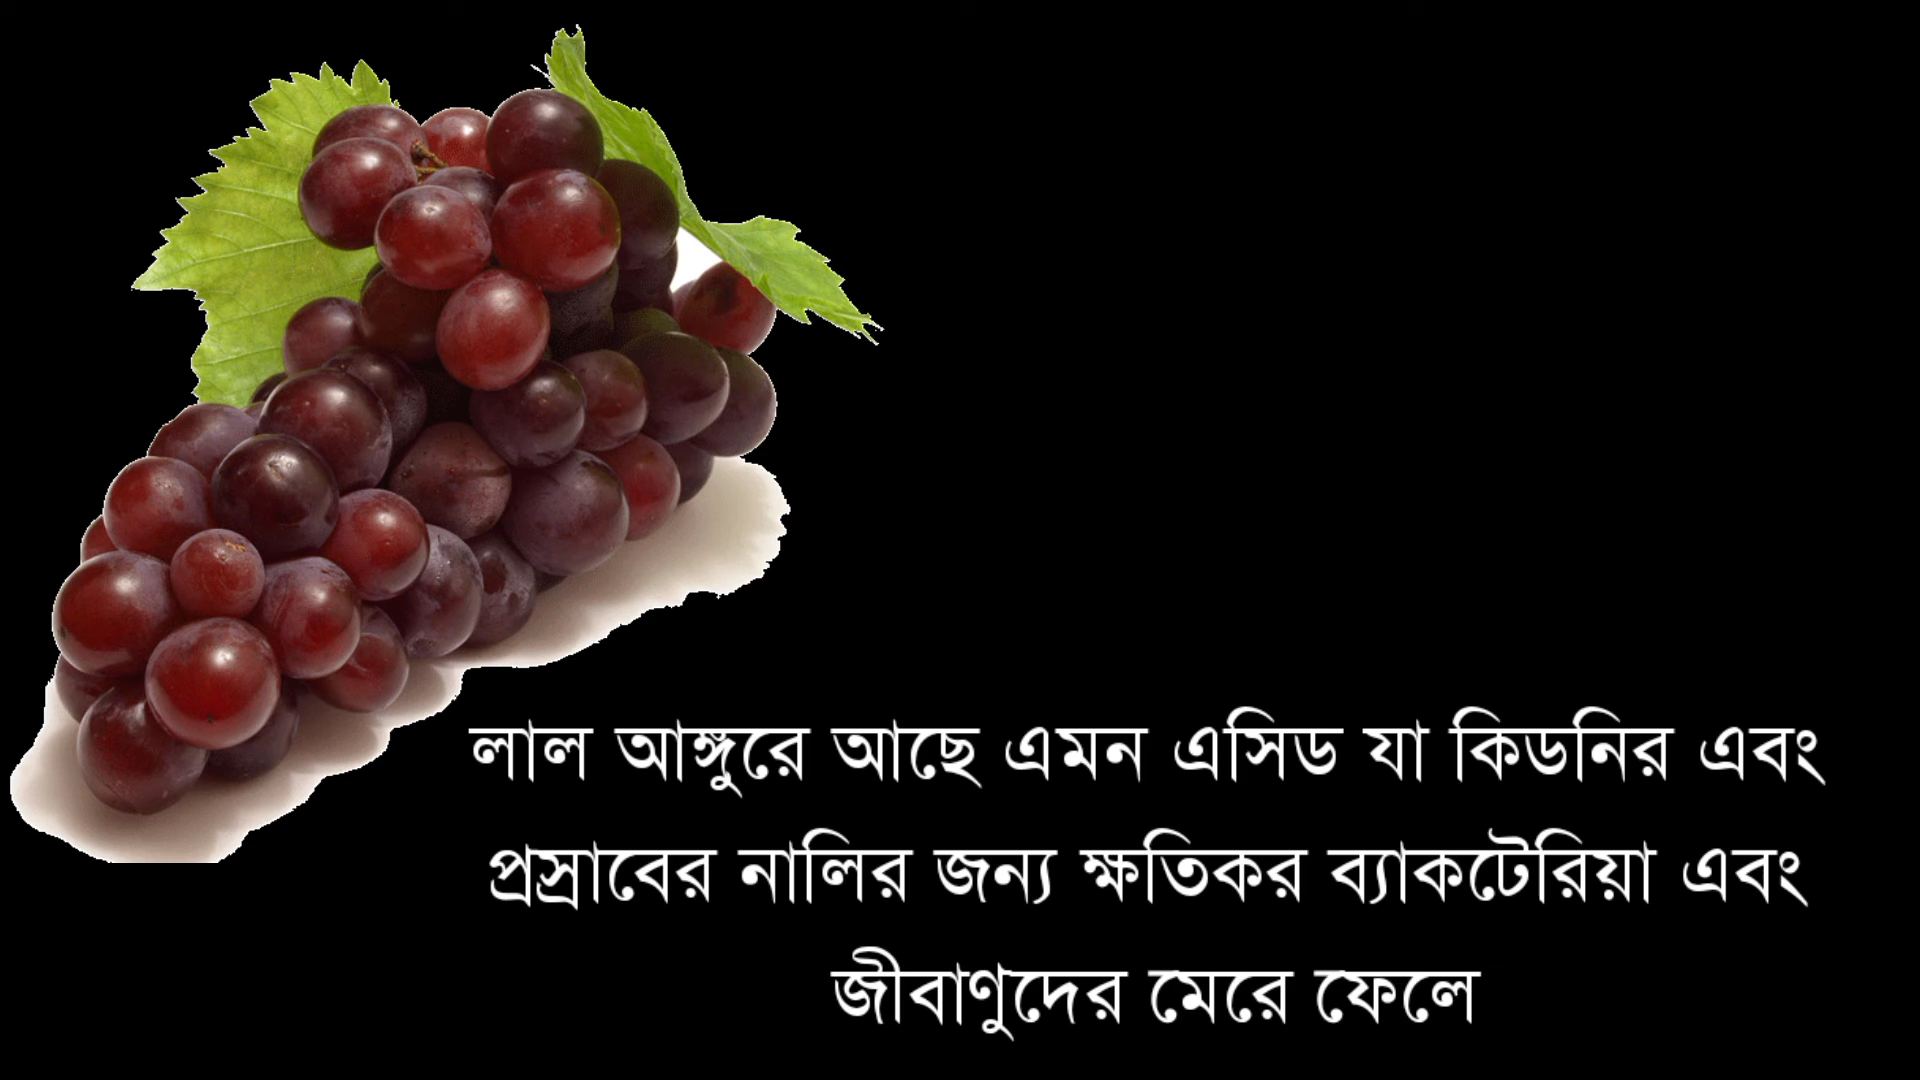 লাল আঙ্গুরে আছে এমন এসিড যা কিডনির এবং
প্রস্রাবের নালির জন্য ক্ষতিকর ব্যাকটেরিয়া এবং
জীবাণুদের মেরে ফেলে